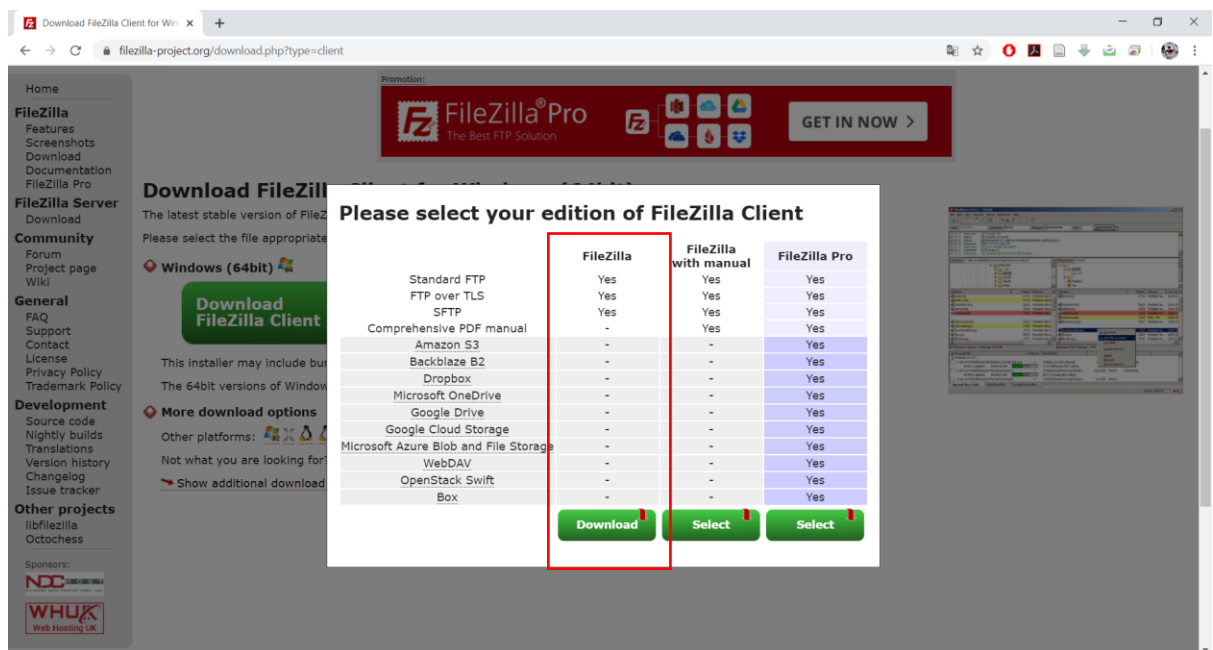 Download FileZilla Client for Win
filezilla-project.org/download.php?type=client
Home
FileZilla
Features
Screenshots
Download
Documentation
FileZilla Pro
FileZilla Server
Download
Community
Forum
Project page
Wiki
General
FAQ
Support
Contact
License
Privacy Policy
Trademark Policy
Development
Source code
Nightly builds
Translations
Version history
Changelog
Issue tracker
Other projects
libfilezilla
Octochess
Sponsors:
NDC HOST
WHUK
Web Hosting UK
Promotion:
FileZilla® Pro
The Best FTP Solution
GET IN NOW >
Download FileZill
The latest stable version of FileZ
Please select the file appropriate
Windows (64bit)
Download
FileZilla Client
This installer may include bun
The 64bit versions of Window
More download options
Other platforms:
Not what you are looking for?
Show additional download
Please select your edition of FileZilla Client
FileZilla FileZilla with manual FileZilla Pro
Standard FTP Yes Yes Yes
FTP over TLS Yes Yes Yes
SFTP Yes Yes Yes
Comprehensive PDF manual - Yes Yes
Amazon S3 - - Yes
Backblaze B2 - - Yes
Dropbox - - Yes
Microsoft OneDrive - - Yes
Google Drive - - Yes
Google Cloud Storage - - Yes
Microsoft Azure Blob and File Storage - - Yes
WebDAV - - Yes
OpenStack Swift - - Yes
Box - - Yes
Download Select Select